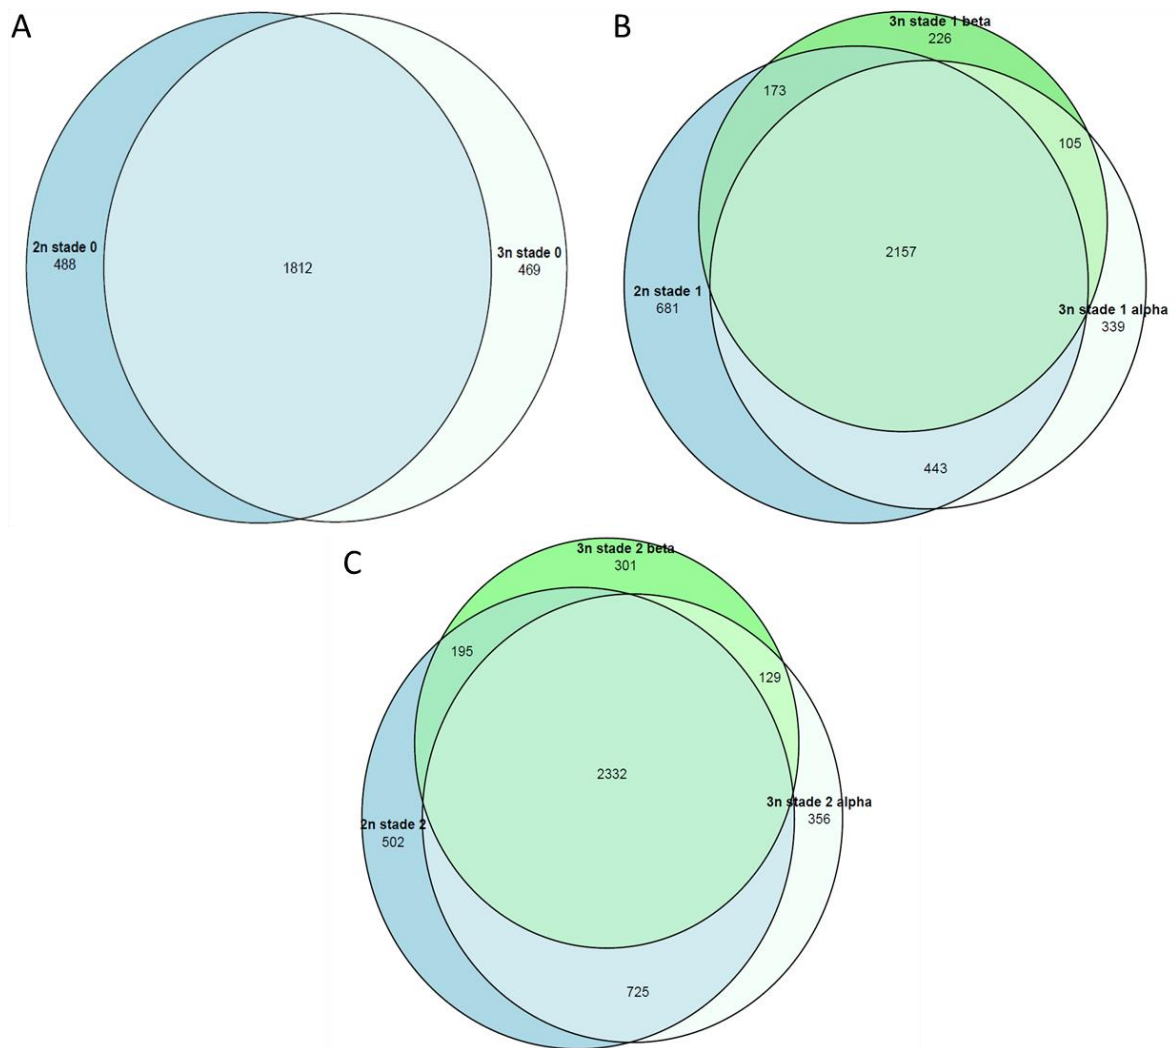 A
2n stade 0
488
1812
3n stade 0
469
B
3n stade 1 beta
226
173
105
2157
2n stade 1
681
3n stade 1 alpha
339
443
C
3n stade 2 beta
301
195
129
2332
3n stade 2 alpha
356
2n stade 2
502
725